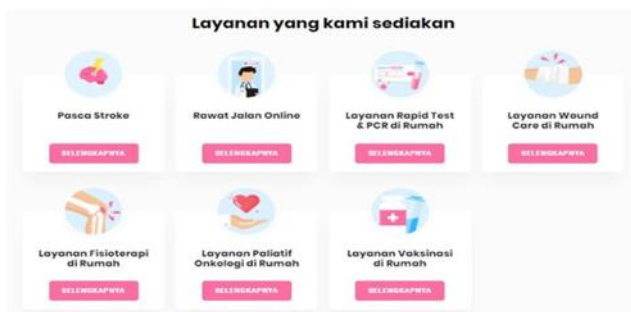 Layanan yang kami sediakan
Pasca Stroke
SELENGKAPNYA
Rawat Jalan Online
SELENGKAPNYA
Layanan Rapid Test
& PCR di Rumah
SELENGKAPNYA
Layanan Wound
Care di Rumah
SELENGKAPNYA
Layanan Fisioterapi
di Rumah
SELENGKAPNYA
Layanan Paliatif
Onkologi di Rumah
SELENGKAPNYA
Layanan Vaksinasi
di Rumah
SELENGKAPNYA